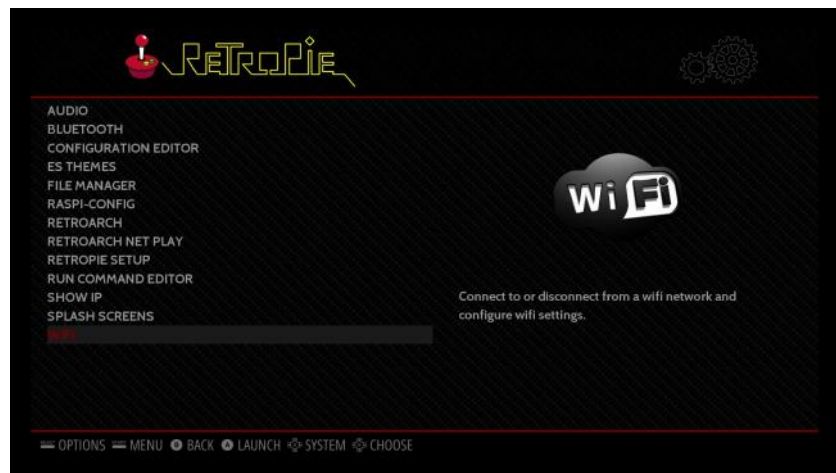 RETROPIE
AUDIO
BLUETOOTH
CONFIGURATION EDITOR
ES THEMES
FILE MANAGER
RASPI-CONFIG
RETROARCH
RETROARCH NET PLAY
RETROPIE SETUP
RUN COMMAND EDITOR
SHOW IP
SPLASH SCREENS
WIFI
Wi Fi
Connect to or disconnect from a wifi network and
configure wifi settings.
SELECT OPTIONS START MENU B BACK A LAUNCH SYSTEM CHOOSE